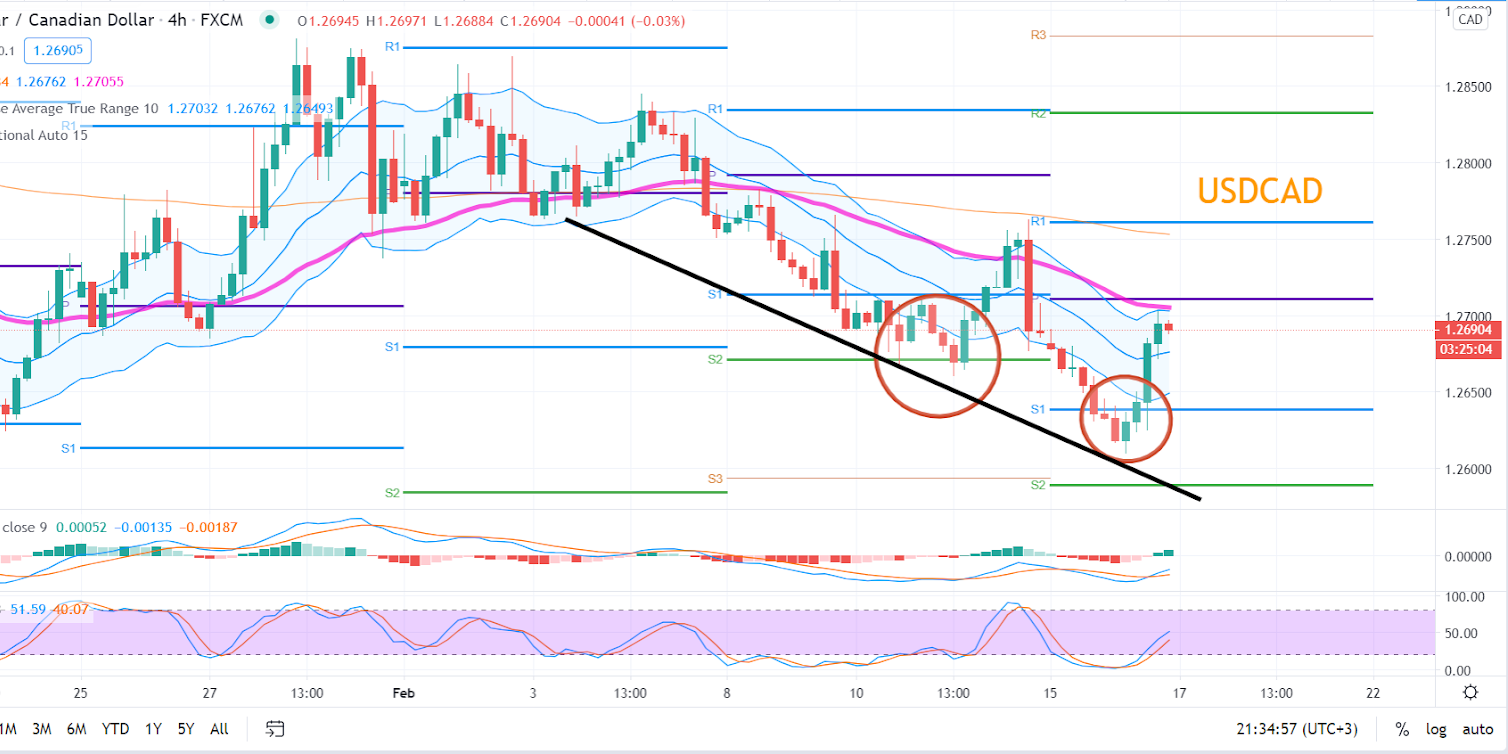 r / Canadian Dollar · 4h · FXCM O1.26945 H1.26971 L1.26884 C1.26904 −0.00041 (−0.03%)
CAD
0.1 1.26905
34 1.26762 1.27055
e Average True Range 10 1.27032 1.26762 1.26493
tional Auto 15
R1
R1
R1
R3
R2
R1
USDCAD
P
P
S1
S1
S1
S2
S2
S3
S1
S2
1.28500
1.28000
1.27500
1.27000
1.26904
03:25:04
1.26500
1.26000
close 9 0.00052 −0.00135 −0.00187
0.00000
51.59 40.07
100.00
50.00
0.00
25 27 13:00 Feb 3 13:00 8 10 13:00 15 17 13:00 22
1M 3M 6M YTD 1Y 5Y All
21:34:57 (UTC+3) % log auto